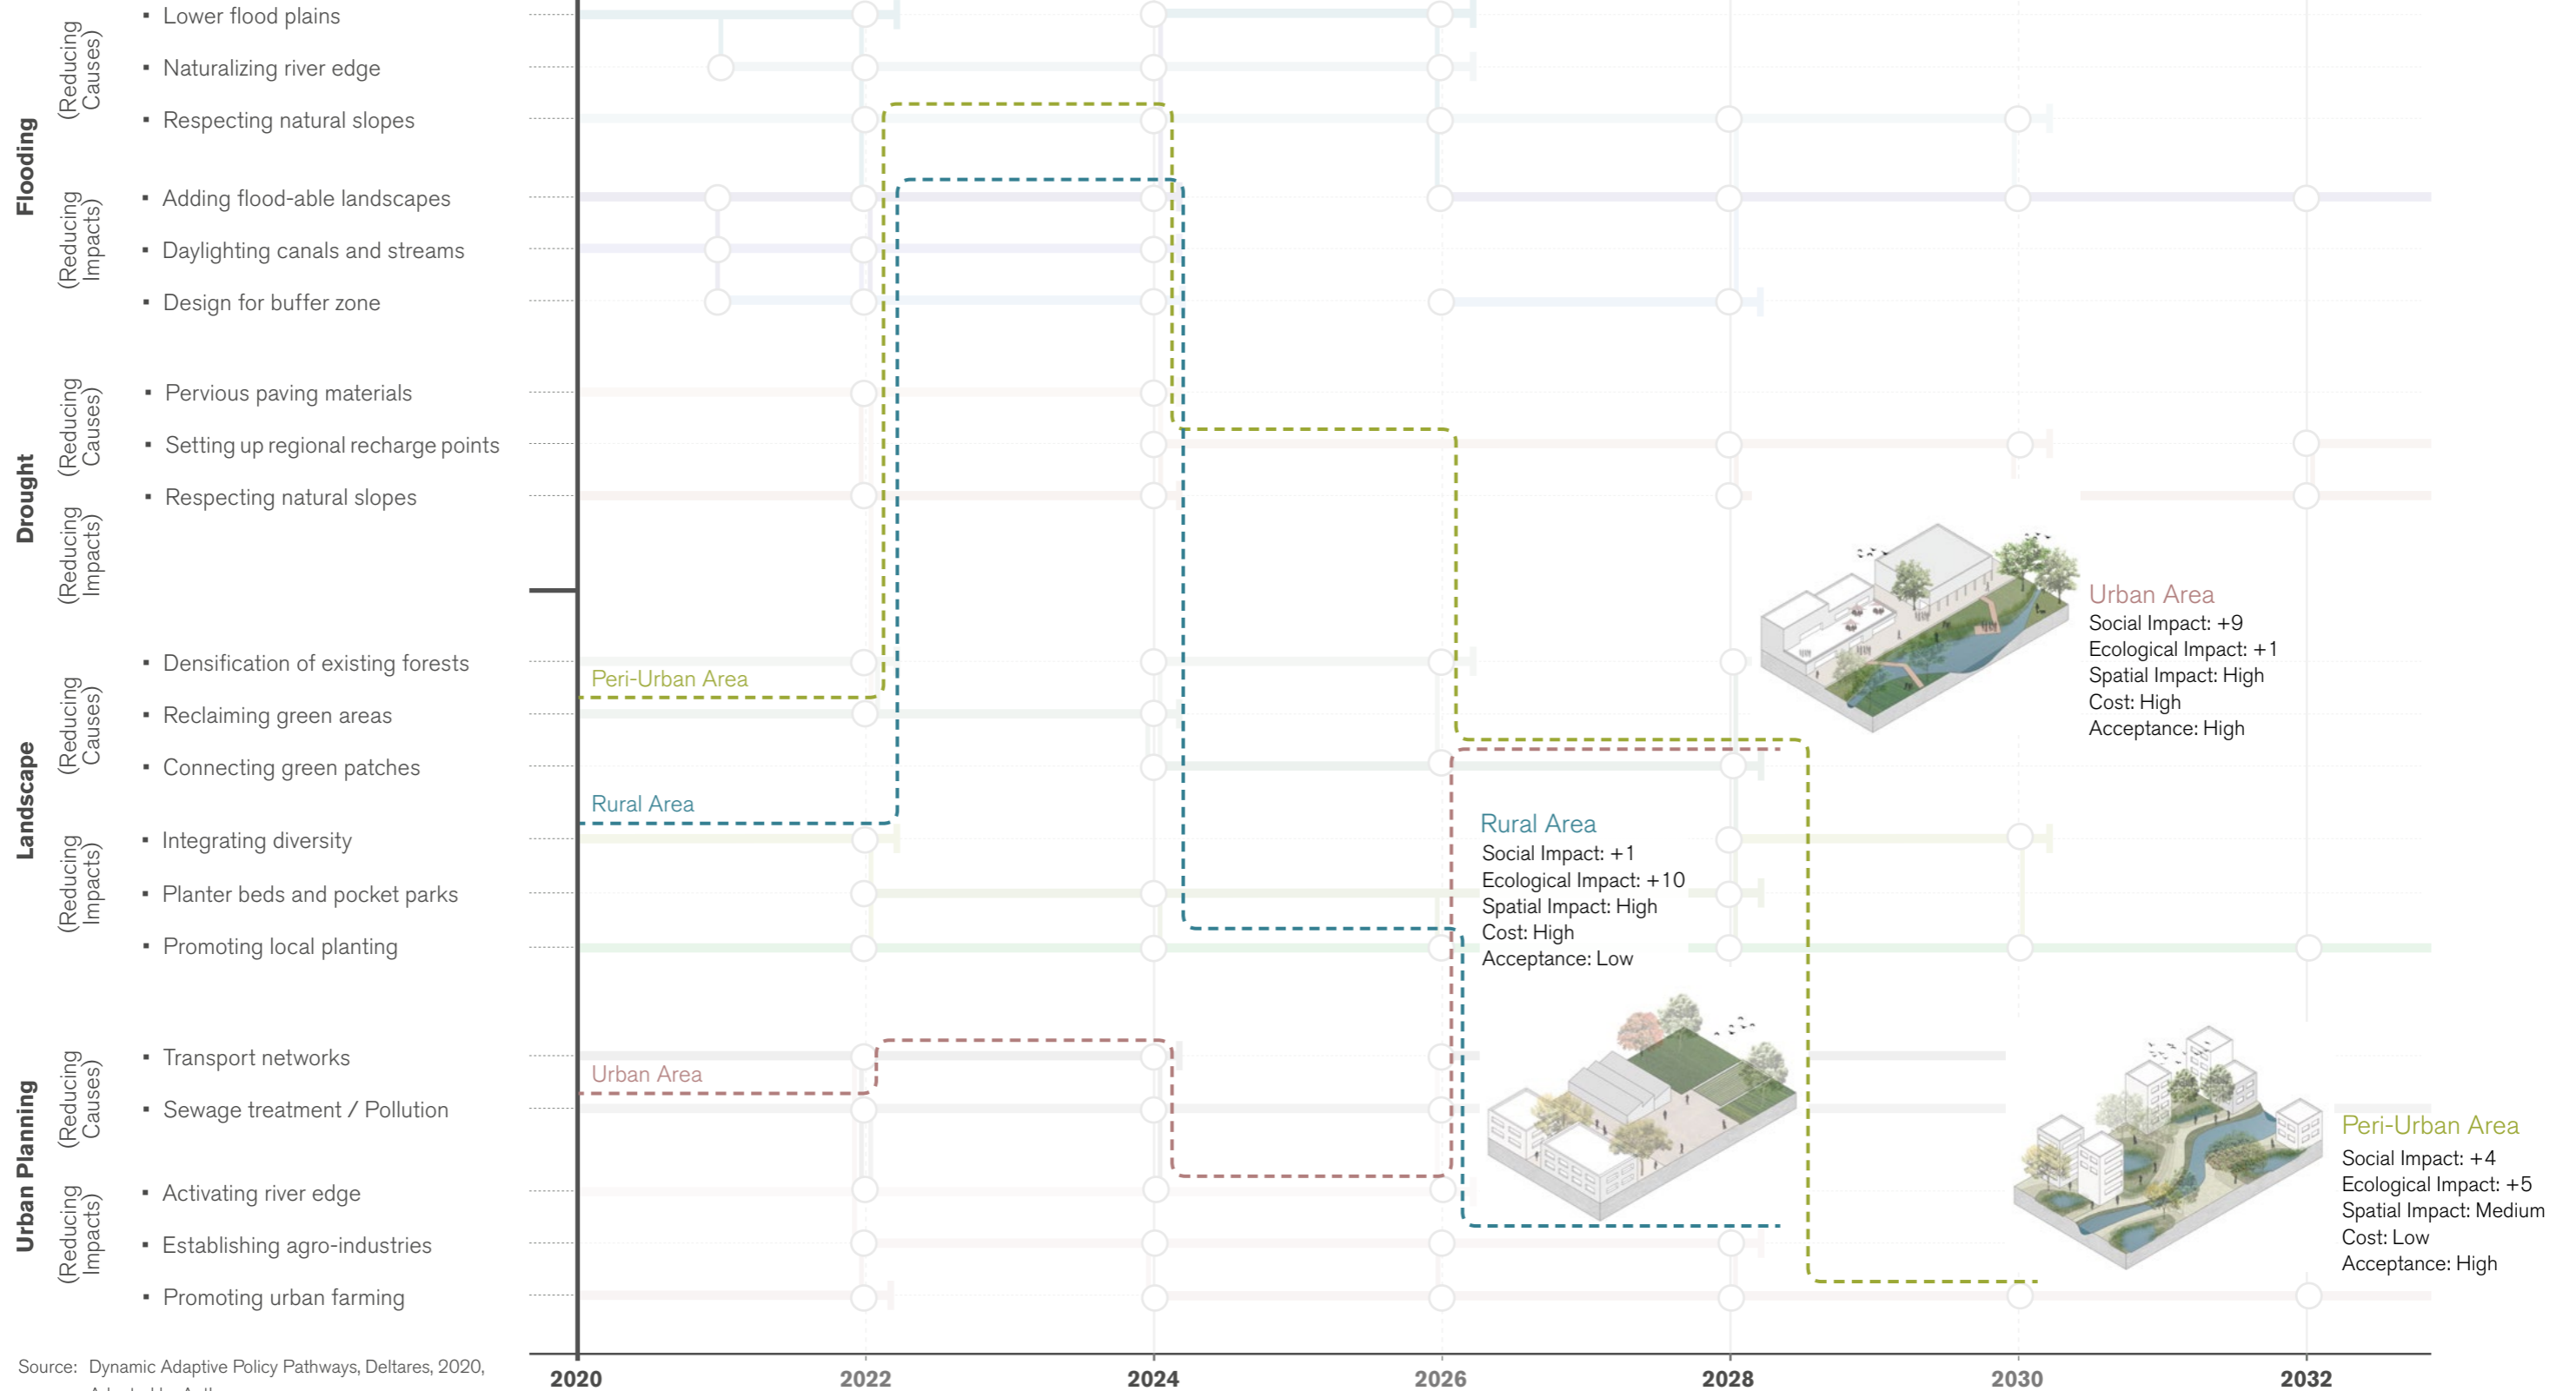 Flooding
(Reducing
Causes)
▪ Lower flood plains
▪ Naturalizing river edge
▪ Respecting natural slopes
(Reducing
Impacts)
▪ Adding flood-able landscapes
▪ Daylighting canals and streams
▪ Design for buffer zone
Drought
(Reducing
Causes)
▪ Pervious paving materials
▪ Setting up regional recharge points
▪ Respecting natural slopes
(Reducing
Impacts)
Landscape
(Reducing
Causes)
▪ Densification of existing forests
▪ Reclaiming green areas
▪ Connecting green patches
(Reducing
Impacts)
▪ Integrating diversity
▪ Planter beds and pocket parks
▪ Promoting local planting
Urban Planning
(Reducing
Causes)
▪ Transport networks
▪ Sewage treatment / Pollution
(Reducing
Impacts)
▪ Activating river edge
▪ Establishing agro-industries
▪ Promoting urban farming
Peri-Urban Area
Rural Area
Urban Area
Urban Area
Social Impact: +9
Ecological Impact: +1
Spatial Impact: High
Cost: High
Acceptance: High
Rural Area
Social Impact: +1
Ecological Impact: +10
Spatial Impact: High
Cost: High
Acceptance: Low
Peri-Urban Area
Social Impact: +4
Ecological Impact: +5
Spatial Impact: Medium
Cost: Low
Acceptance: High
2020 2022 2024 2026 2028 2030 2032
Source: Dynamic Adaptive Policy Pathways, Deltares, 2020,